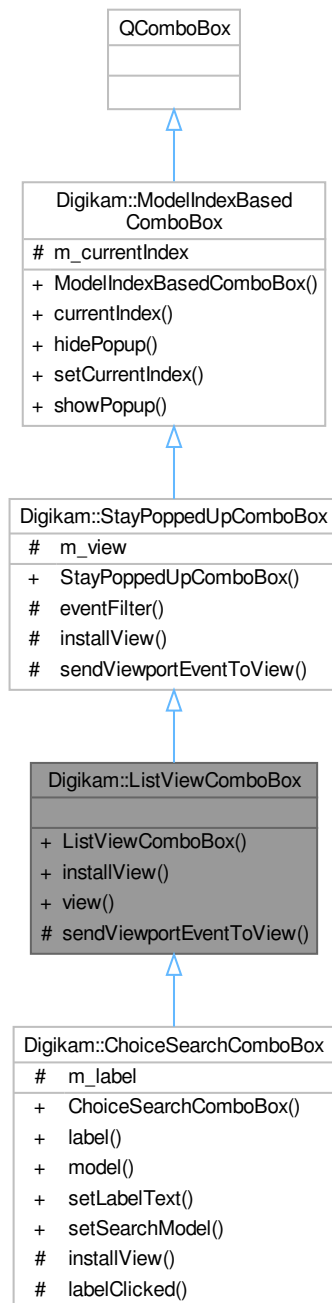 QComboBox
Digikam::ModelIndexBased
ComboBox
# m_currentIndex
+ ModelIndexBasedComboBox()
+ currentIndex()
+ hidePopup()
+ setCurrentIndex()
+ showPopup()
Digikam::StayPoppedUpComboBox
# m_view
+ StayPoppedUpComboBox()
# eventFilter()
# installView()
# sendViewportEventToView()
Digikam::ListViewComboBox
+ ListViewComboBox()
+ installView()
+ view()
# sendViewportEventToView()
Digikam::ChoiceSearchComboBox
# m_label
+ ChoiceSearchComboBox()
+ label()
+ model()
+ setLabelText()
+ setSearchModel()
# installView()
# labelClicked()